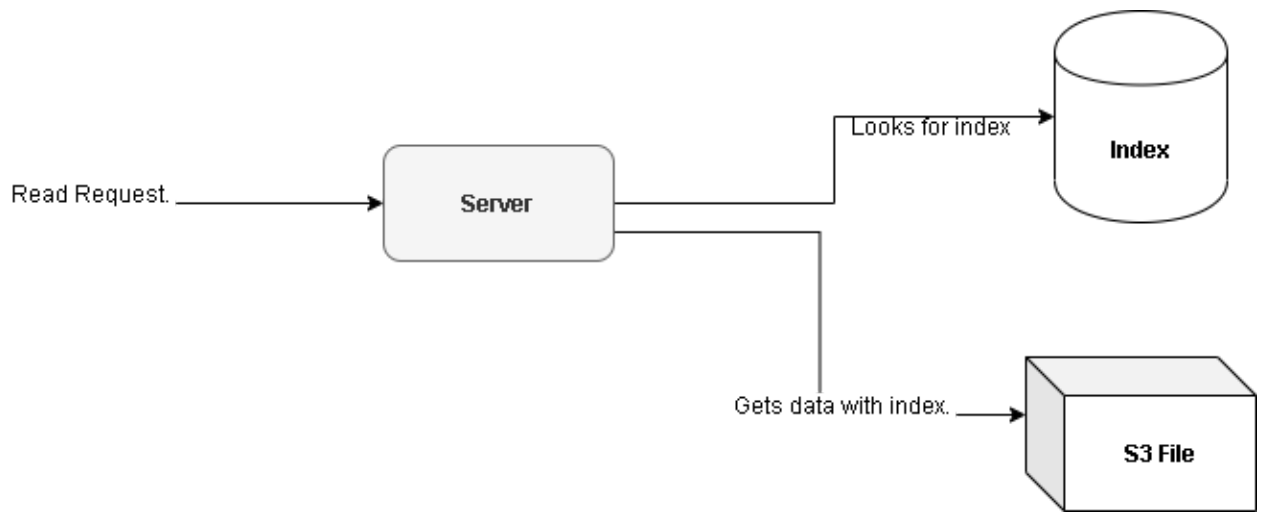 Looks for index
Index
Read Request.
Server
Gets data with index.
S3 File